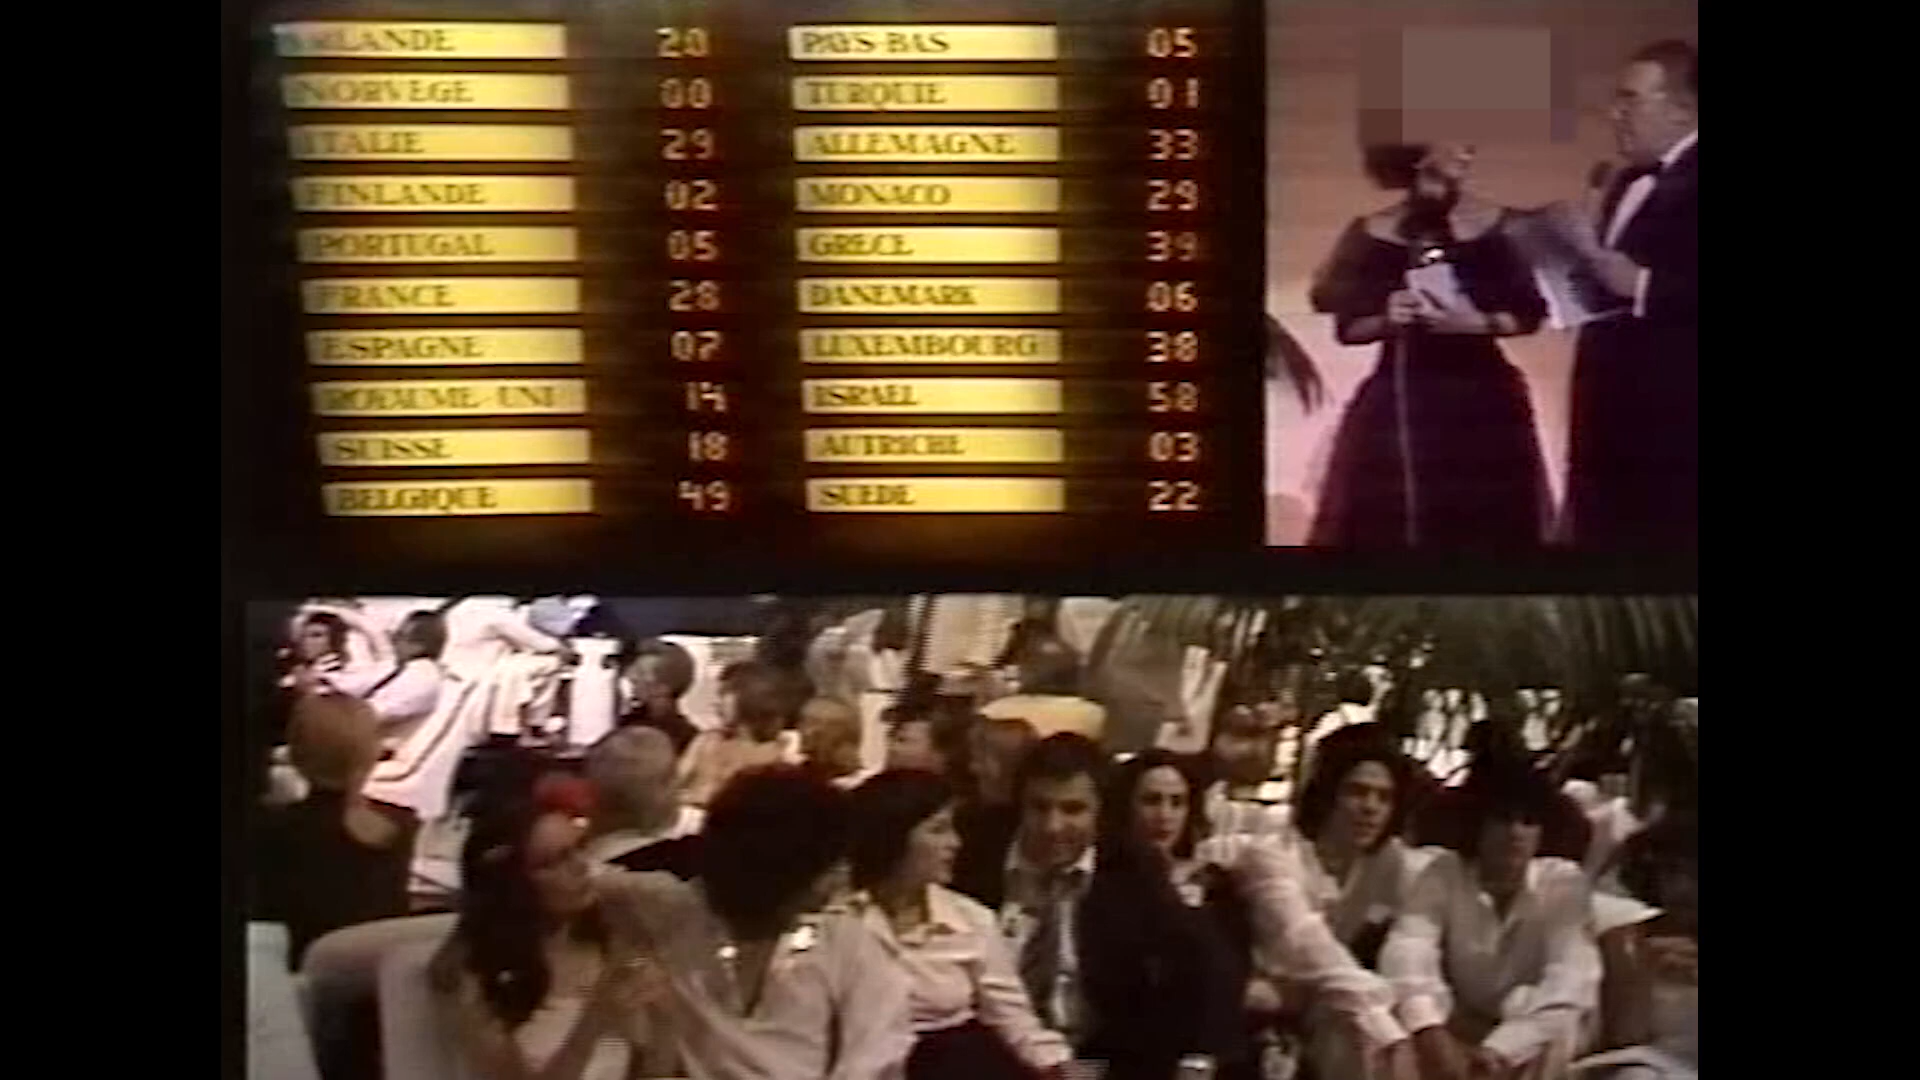 IRLANDE 20 PAYS-BAS 05
NORVEGE 00 TURQUIE 01
ITALIE 29 ALLEMAGNE 33
FINLANDE 02 MONACO 29
PORTUGAL 05 GRECE 39
FRANCE 28 DANEMARK 06
ESPAGNE 07 LUXEMBOURG 38
ROYAUME-UNI 14 ISRAEL 58
SUISSE 18 AUTRICHE 03
BELGIQUE 49 SUEDE 22